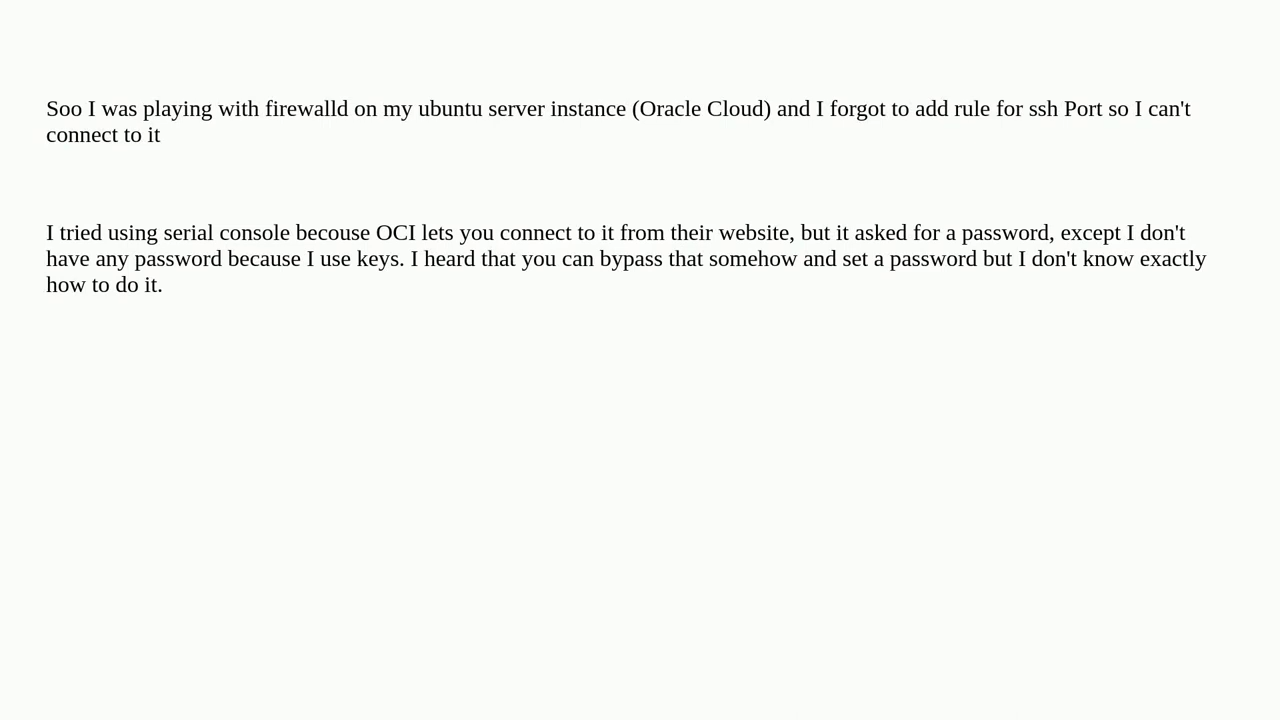 Soo I was playing with firewalld on my ubuntu server instance (Oracle Cloud) and I forgot to add rule for ssh Port so I can't
connect to it
I tried using serial console becouse OCI lets you connect to it from their website, but it asked for a password, except I don't
have any password because I use keys. I heard that you can bypass that somehow and set a password but I don't know exactly
how to do it.